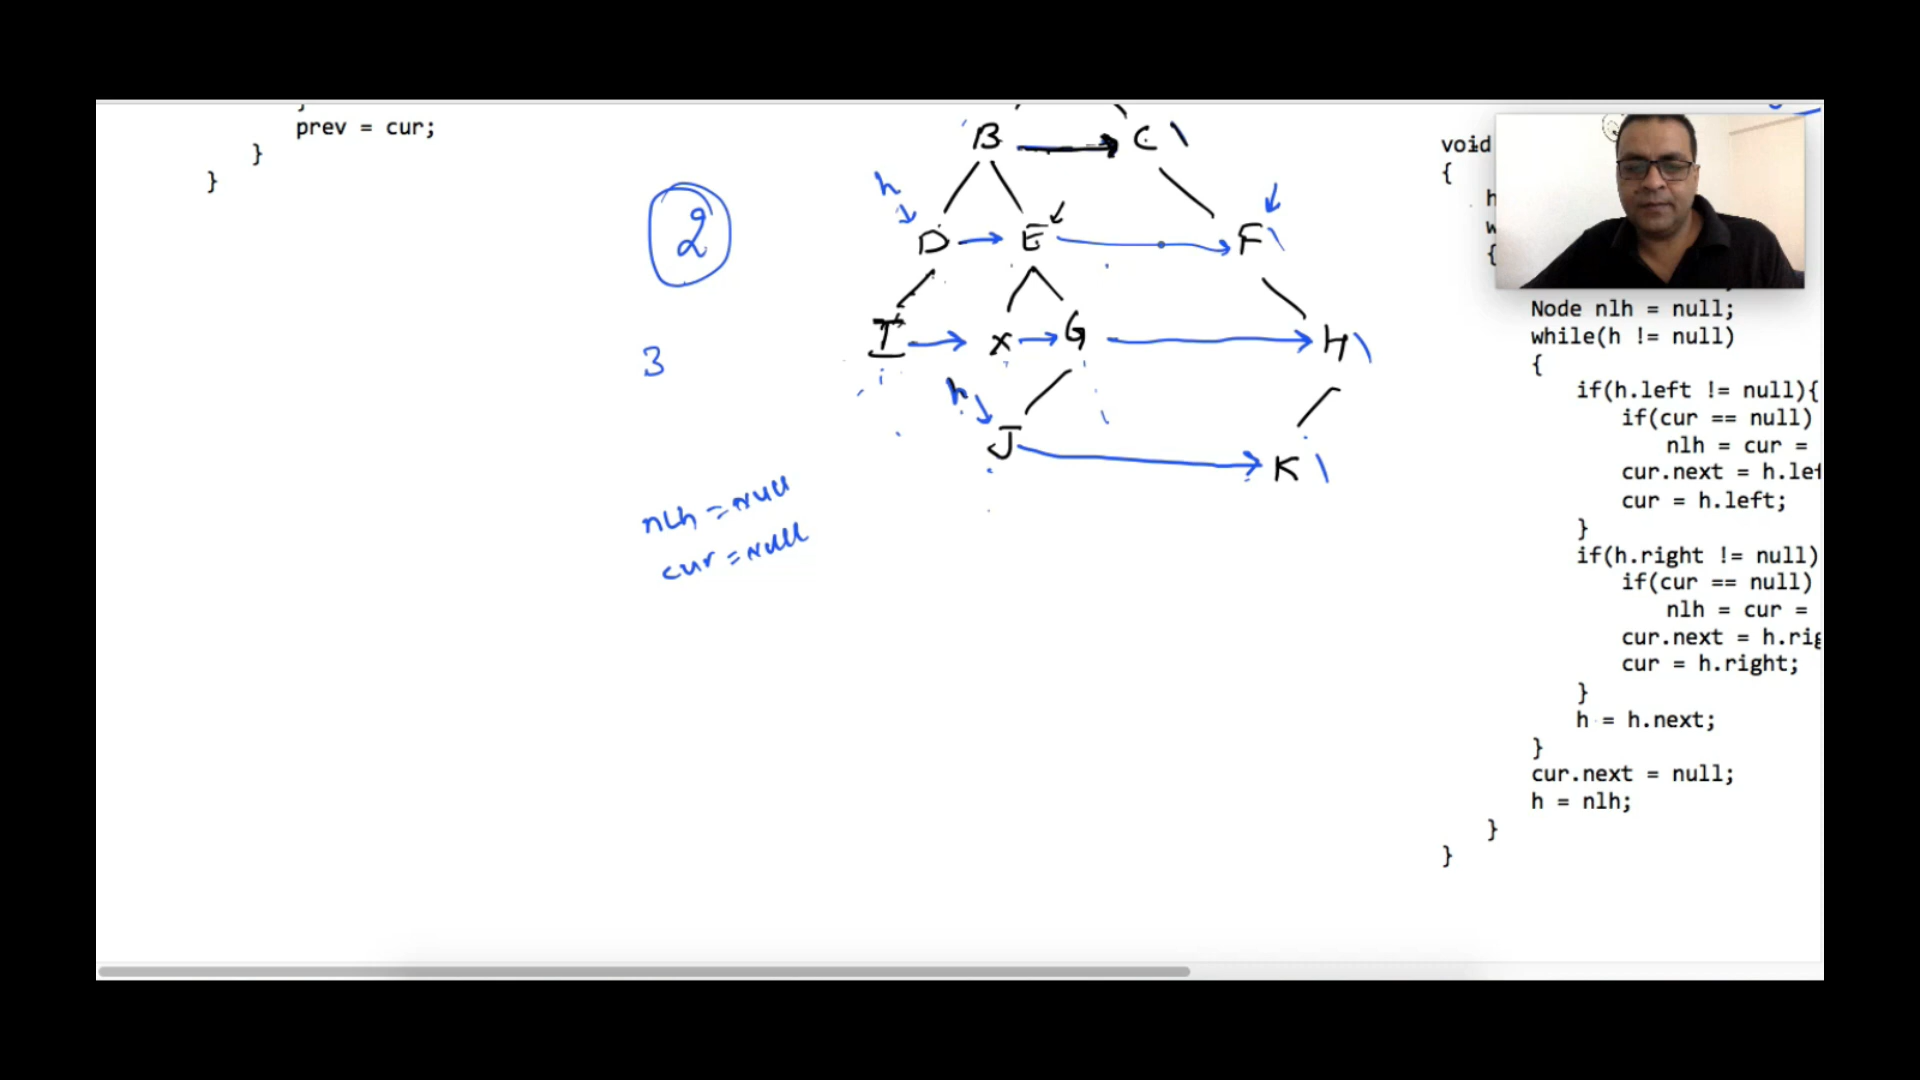 }
prev = cur;
}
}
2
3
nlh = null
cur = null
B C \
h
D E F \
I X G H \
h
J K \
void
{
h
w
{
Node nlh = null;
while(h != null)
{
if(h.left != null){
if(cur == null)
nlh = cur =
cur.next = h.lef
cur = h.left;
}
if(h.right != null)
if(cur == null)
nlh = cur =
cur.next = h.rig
cur = h.right;
}
h = h.next;
}
cur.next = null;
h = nlh;
}
}